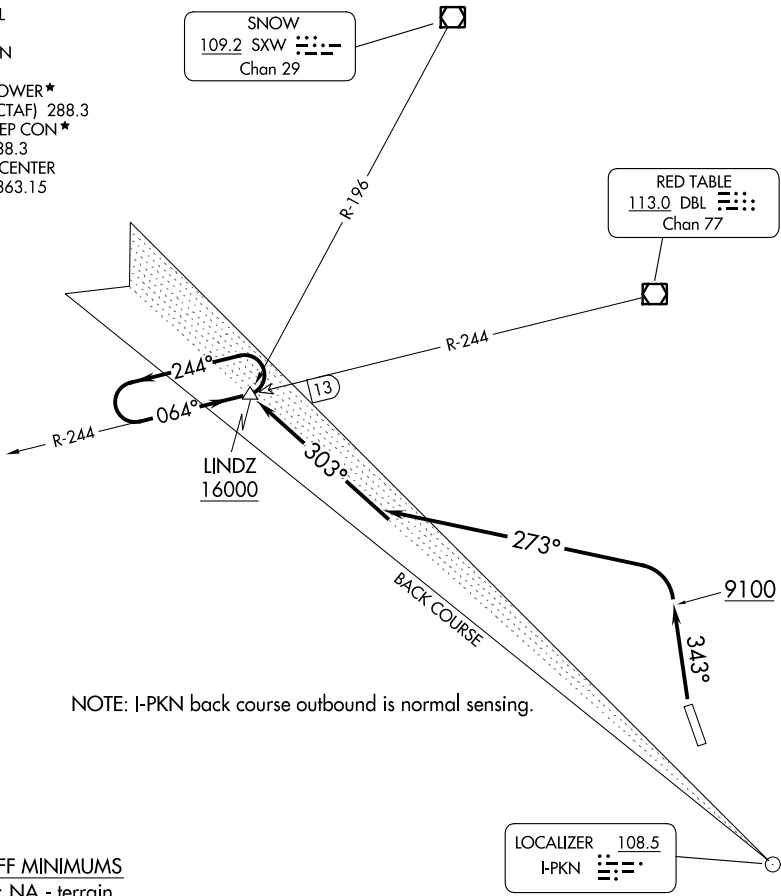 L
N
OWER★
CTAF) 288.3
EP CON★
38.3
CENTER
363.15
SNOW
109.2 SXW
Chan 29
R-196
RED TABLE
113.0 DBL
Chan 77
R-244
13
244°
064°
R-244
LINDZ
16000
303°
273°
9100
343°
BACK COURSE
NOTE: I-PKN back course outbound is normal sensing.
LOCALIZER 108.5
I-PKN
FF MINIMUMS
: NA - terrain